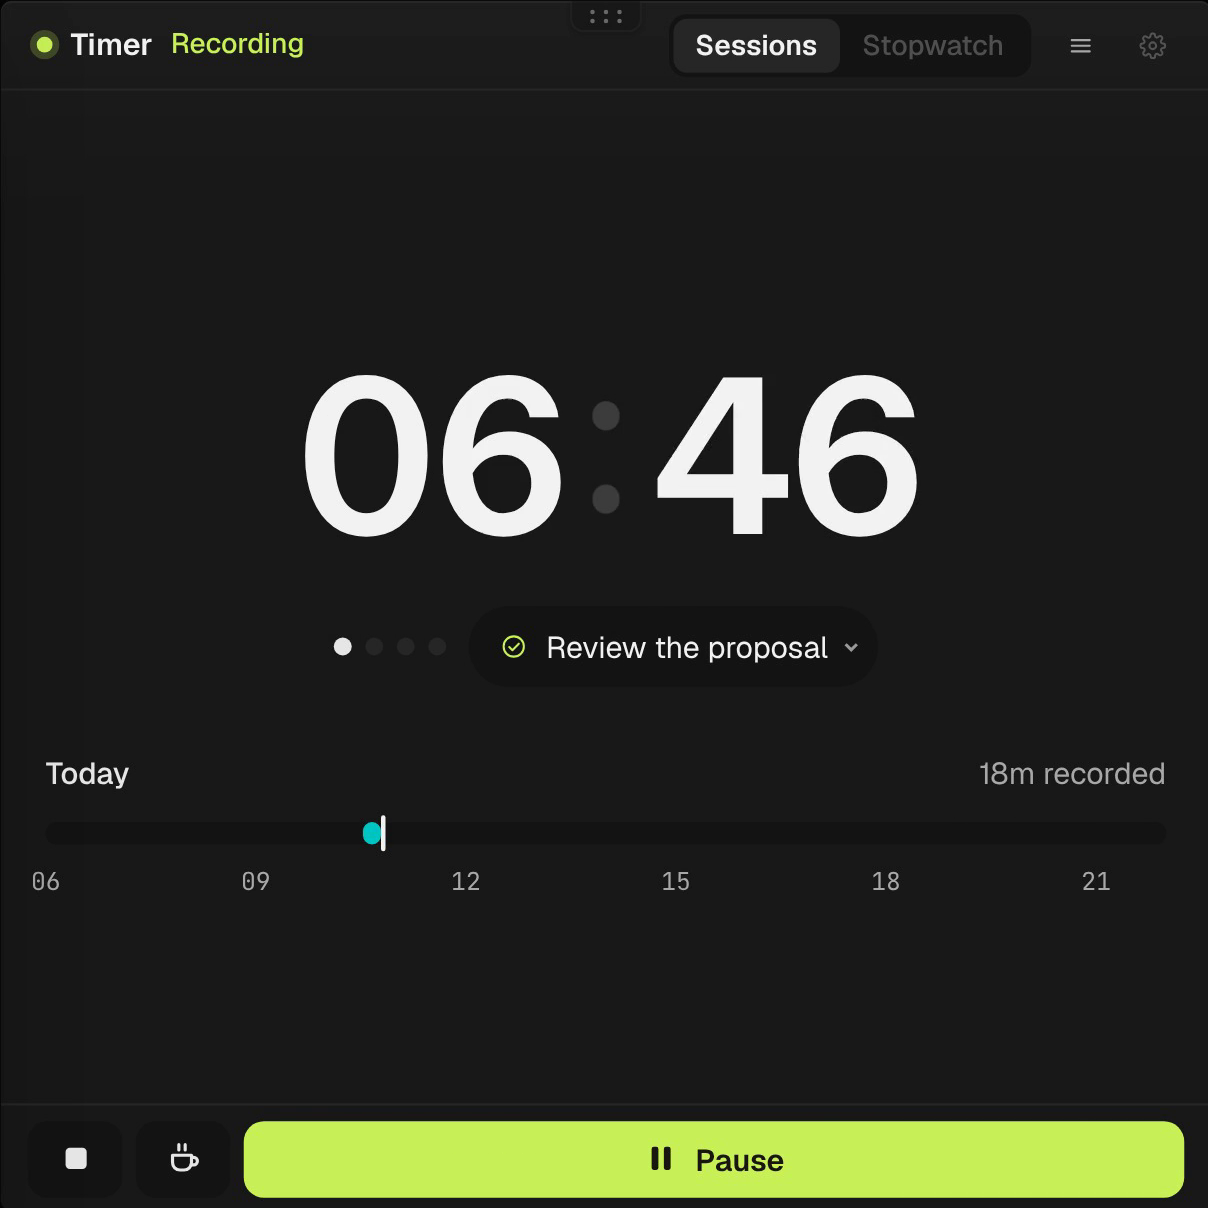 Timer Recording Sessions Stopwatch
06:46
Review the proposal
Today 18m recorded
06 09 12 15 18 21
Pause